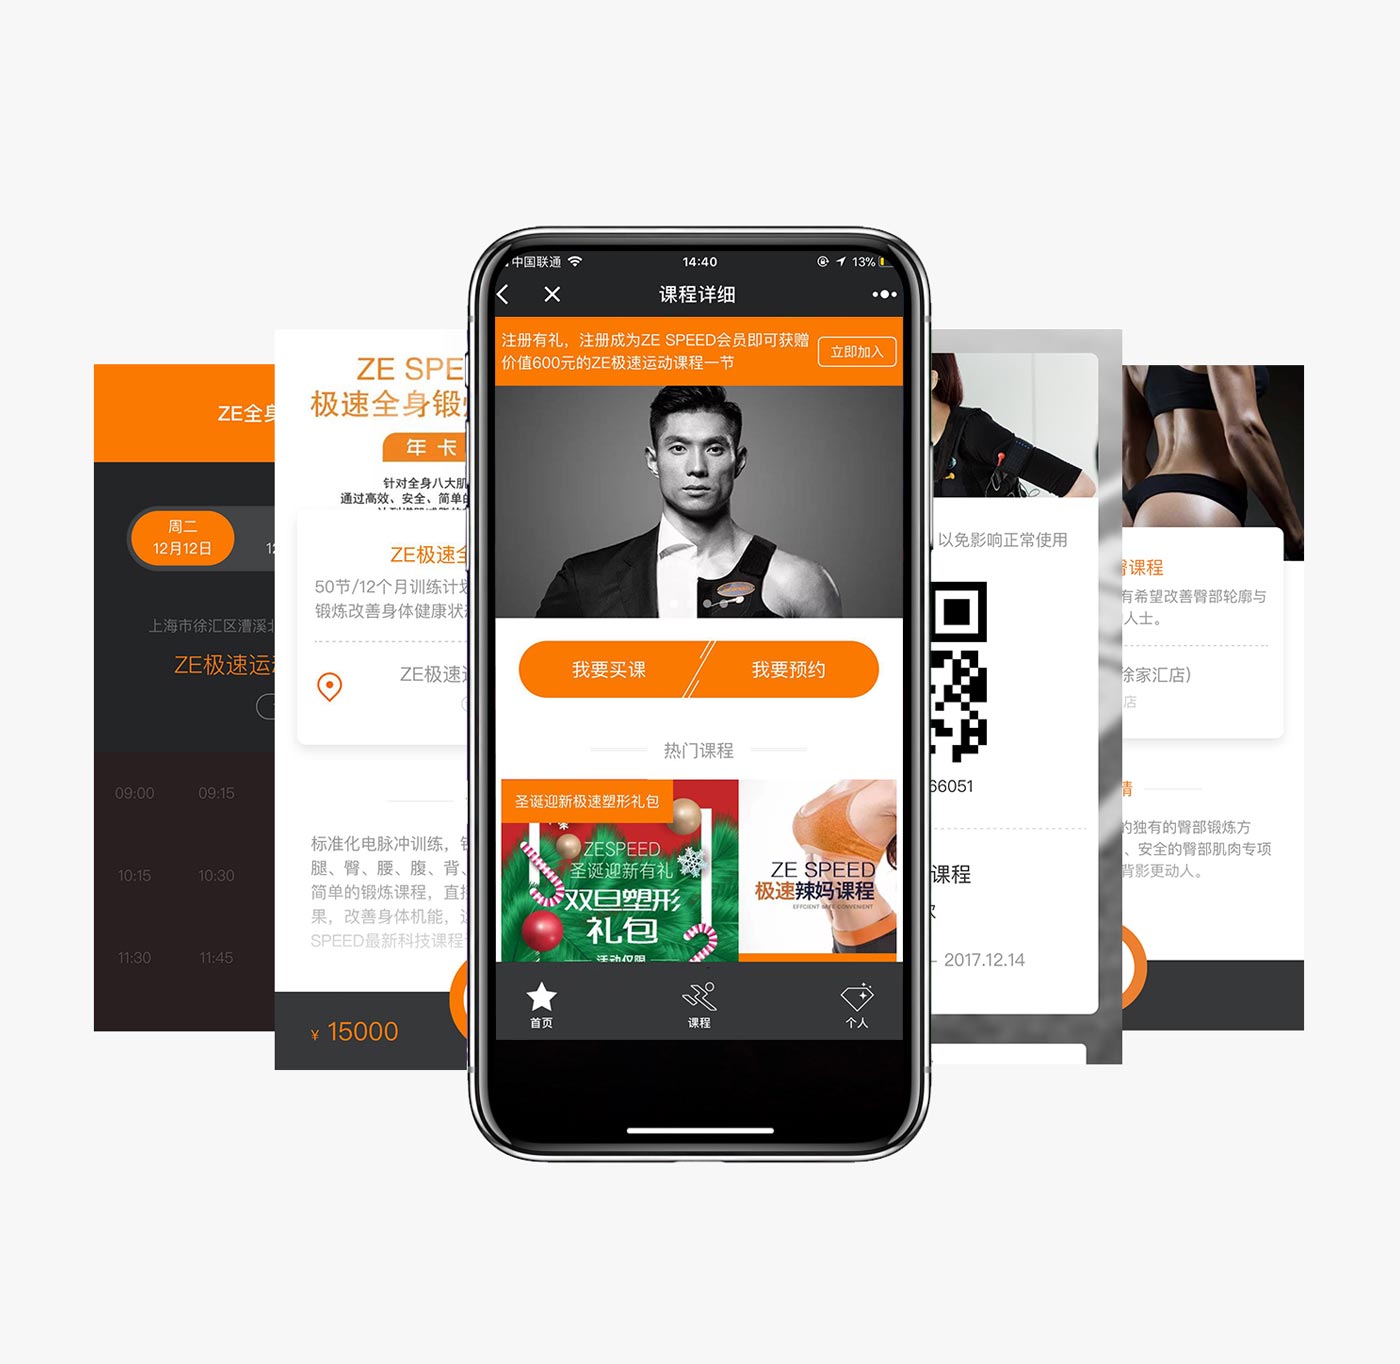 中国联通
14:40
13%
课程详细
注册有礼，注册成为ZE SPEED会员即可获赠
价值600元的ZE极速运动课程一节
立即加入
我要买课
我要预约
热门课程
圣诞迎新极速塑形礼包
ZESPEED
圣诞迎新有礼
双旦塑形
礼包
活动仅限
ZE SPEED
极速辣妈课程
EFFCIENT SAFE CONVENIENT
首页
课程
个人
ZE全身
周二
12月12日
12
上海市徐汇区漕溪北
ZE极速运动
09:00
09:15
10:15
10:30
11:30
11:45
ZE SPE
极速全身锻
年卡
针对全身八大肌
通过高效、安全、简单的
ZE极速全
50节/12个月训练计划
锻炼改善身体健康状
ZE极速运
标准化电脉冲训练，
腿、臀、腰、腹、背、
简单的锻炼课程，直
果，改善身体机能，
SPEED最新科技课程
¥ 15000
，以免影响正常使用
66051
课程
- 2017.12.14
臀课程
有希望改善臀部轮廓与
人士。
徐家汇店)
店
情
的独有的臀部锻炼方
、安全的臀部肌肉专项
背影更动人。